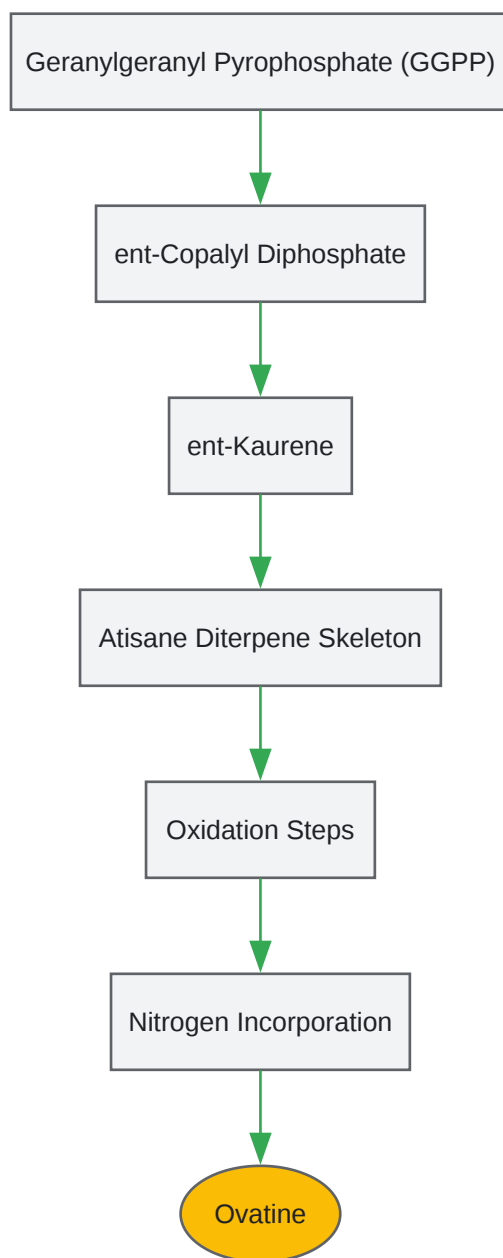 Geranylgeranyl Pyrophosphate (GGPP)
ent-Copalyl Diphosphate
ent-Kaurene
Atisane Diterpene Skeleton
Oxidation Steps
Nitrogen Incorporation
Ovatine